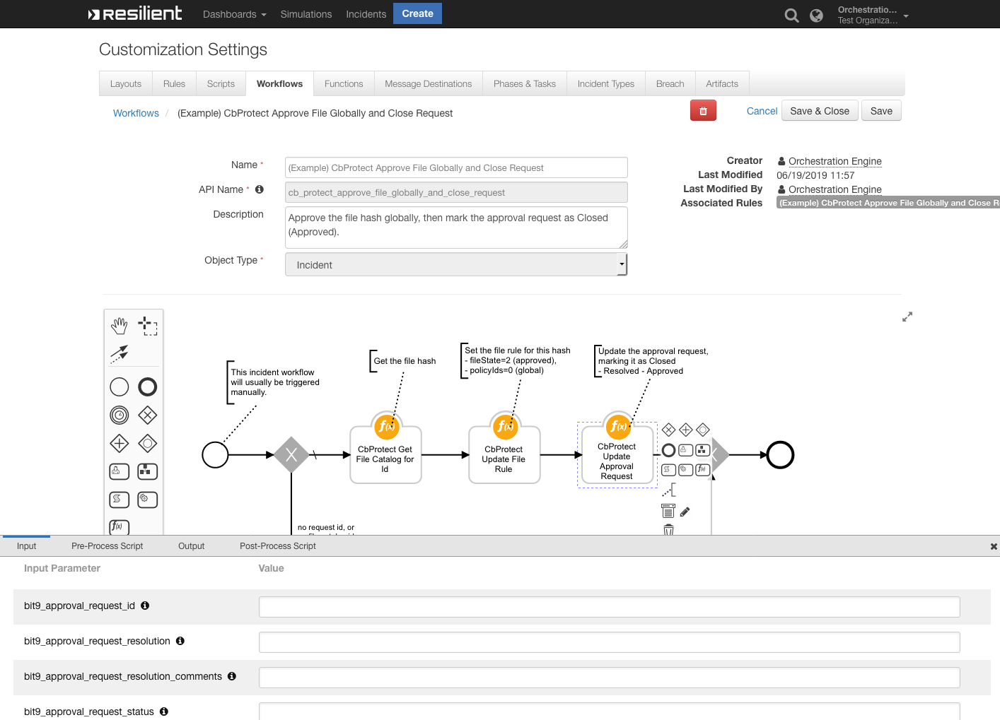 resilient
Dashboards
Simulations
Incidents
Create
Orchestratio...
Test Organiza...
Customization Settings
Layouts
Rules
Scripts
Workflows
Functions
Message Destinations
Phases & Tasks
Incident Types
Breach
Artifacts
Workflows / (Example) CbProtect Approve File Globally and Close Request
Cancel
Save & Close
Save
Name *
(Example) CbProtect Approve File Globally and Close Request
API Name *
cb_protect_approve_file_globally_and_close_request
Description
Approve the file hash globally, then mark the approval request as Closed
(Approved).
Object Type *
Incident
Creator
Orchestration Engine
Last Modified
06/19/2019 11:57
Last Modified By
Orchestration Engine
Associated Rules
(Example) CbProtect Approve File Globally and Close R
This incident workflow
will usually be triggered
manually.
Get the file hash
Set the file rule for this hash
- fileState=2 (approved),
- policyIds=0 (global)
Update the approval request,
marking it as Closed
- Resolved - Approved
f(x)
CbProtect Get
File Catalog for
Id
f(x)
CbProtect
Update File
Rule
f(x)
CbProtect
Update
Approval
Request
f(x)
f(x)
no request id, or
Input
Pre-Process Script
Output
Post-Process Script
Input Parameter
Value
bit9_approval_request_id
bit9_approval_request_resolution
bit9_approval_request_resolution_comments
bit9_approval_request_status